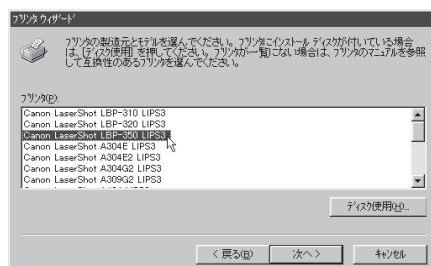 プリンタ ウィザード
プリンタの製造元とモデルを選んでください。プリンタにインストール ディスクが付いている場合
は、[ディスク使用] を押してください。プリンタが一覧にない場合は、プリンタのマニュアルを参照
して互換性のあるプリンタを選んでください。
プリンタ(P):
Canon LaserShot LBP-310 LIPS3
Canon LaserShot LBP-320 LIPS3
Canon LaserShot LBP-350 LIPS3
Canon LaserShot A304E LIPS3
Canon LaserShot A304E2 LIPS3
Canon LaserShot A304G2 LIPS3
Canon LaserShot A309G2 LIPS3
ディスク使用(H)...
< 戻る(B)
次へ >
キャンセル